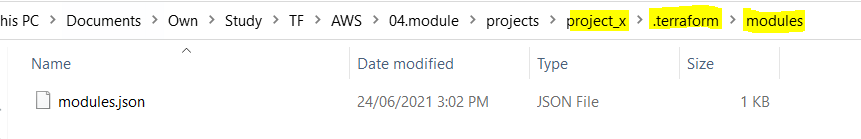 his PC > Documents > Own > Study > TF > AWS > 04.module > projects > project_x > .terraform > modules
Name Date modified Type Size
modules.json 24/06/2021 3:02 PM JSON File 1 KB